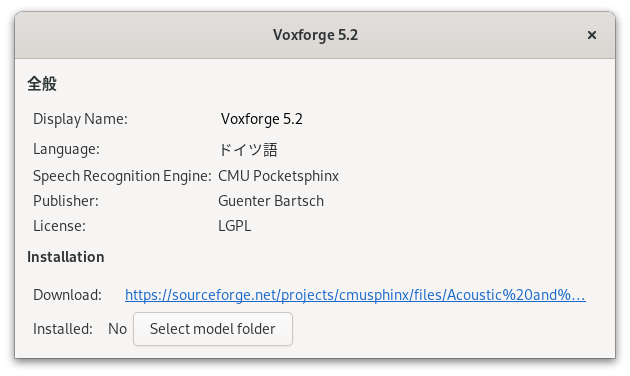 Voxforge 5.2
全般
Display Name: Voxforge 5.2
Language: ドイツ語
Speech Recognition Engine: CMU Pocketsphinx
Publisher: Guenter Bartsch
License: LGPL
Installation
Download: https://sourceforge.net/projects/cmusphinx/files/Acoustic%20and%...
Installed: No Select model folder